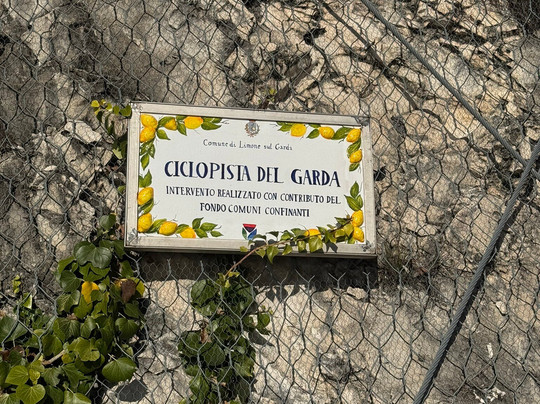 Comune di Limone sul Garda
CICLOPISTA DEL GARDA
INTERVENTO REALIZZATO CON CONTRIBUTO DEL
FONDO COMUNI CONFINANTI